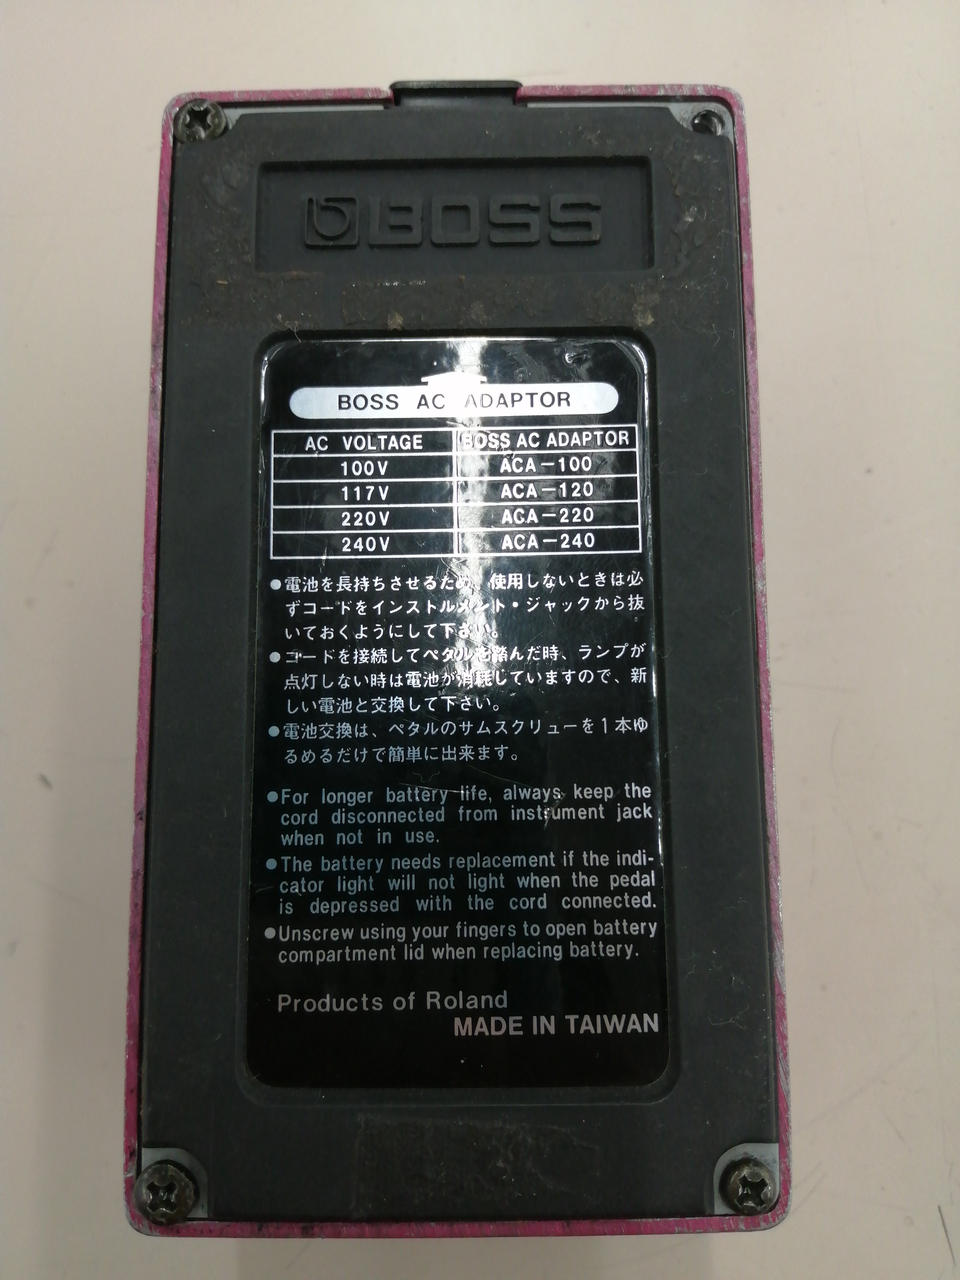 BOSS
BOSS AC ADAPTOR
AC VOLTAGE BOSS AC ADAPTOR
100V ACA-100
117V ACA-120
220V ACA-220
240V ACA-240
●電池を長持ちさせるため、使用しないときは必
ずコードをインストルメント・ジャックから抜
いておくようにして下さい。
●コードを接続してペタルを踏んだ時、ランプが
点灯しない時は電池が消耗していますので、新
しい電池と交換して下さい。
●電池交換は、ペタルのサムスクリューを1本ゆ
るめるだけで簡単に出来ます。
●For longer battery life, always keep the
cord disconnected from instrument jack
when not in use.
●The battery needs replacement if the indi-
cator light will not light when the pedal
is depressed with the cord connected.
●Unscrew using your fingers to open battery
compartment lid when replacing battery.
Products of Roland
MADE IN TAIWAN